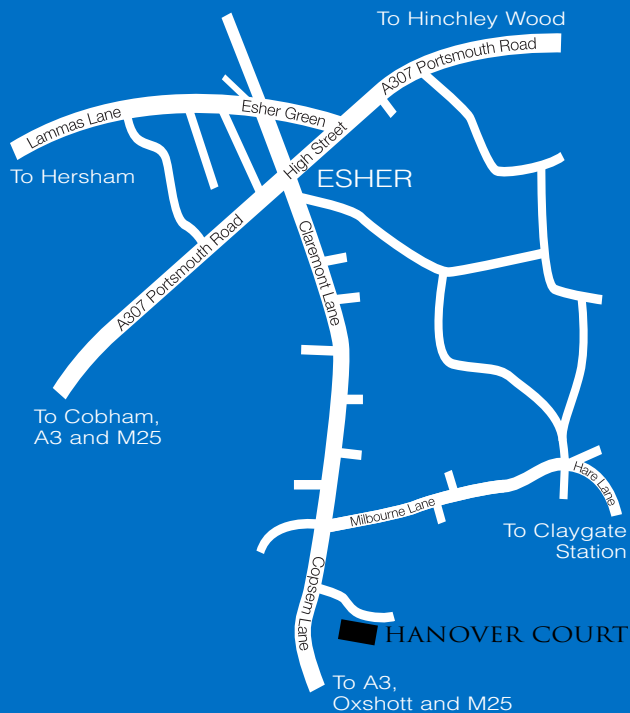 To Hinchley Wood
A307 Portsmouth Road
Esher Green
Lammas Lane
High Street
To Hersham
ESHER
A307 Portsmouth Road
Claremont Lane
To Cobham,
A3 and M25
Hare Lane
Milbourne Lane
To Claygate
Station
Copsem Lane
HANOVER COURT
To A3,
Oxshott and M25